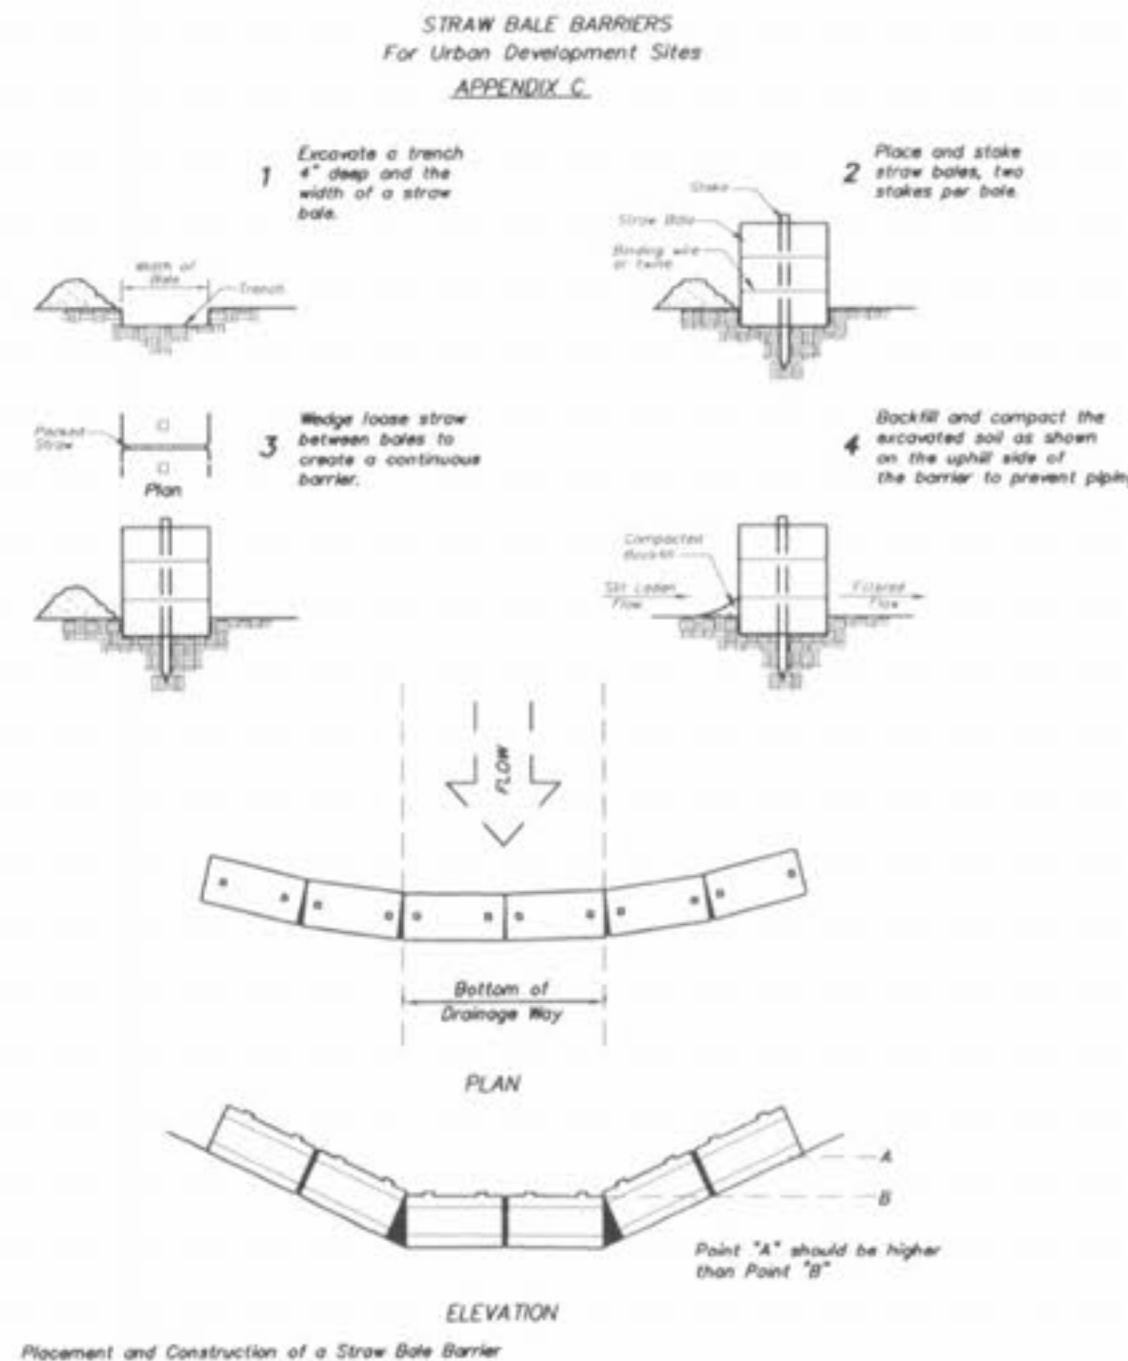 STRAW BALE BARRIERS
For Urban Development Sites
APPENDIX C
1
Excavate a trench
4" deep and the
width of a straw
bale.
Width of
Bale
Trench
2
Place and stake
straw bales, two
stakes per bale.
Stake
Straw Bale
Binding wire
or twine
3
Wedge loose straw
between bales to
create a continuous
barrier.
Packed
Straw
Plan
4
Backfill and compact the
excavated soil as shown
on the uphill side of
the barrier to prevent piping
Compacted
Backfill
Silt Laden
Flow
Filtered
Flow
FLOW
Bottom of
Drainage Way
PLAN
A
B
Point "A" should be higher
than Point "B"
ELEVATION
Placement and Construction of a Straw Bale Barrier